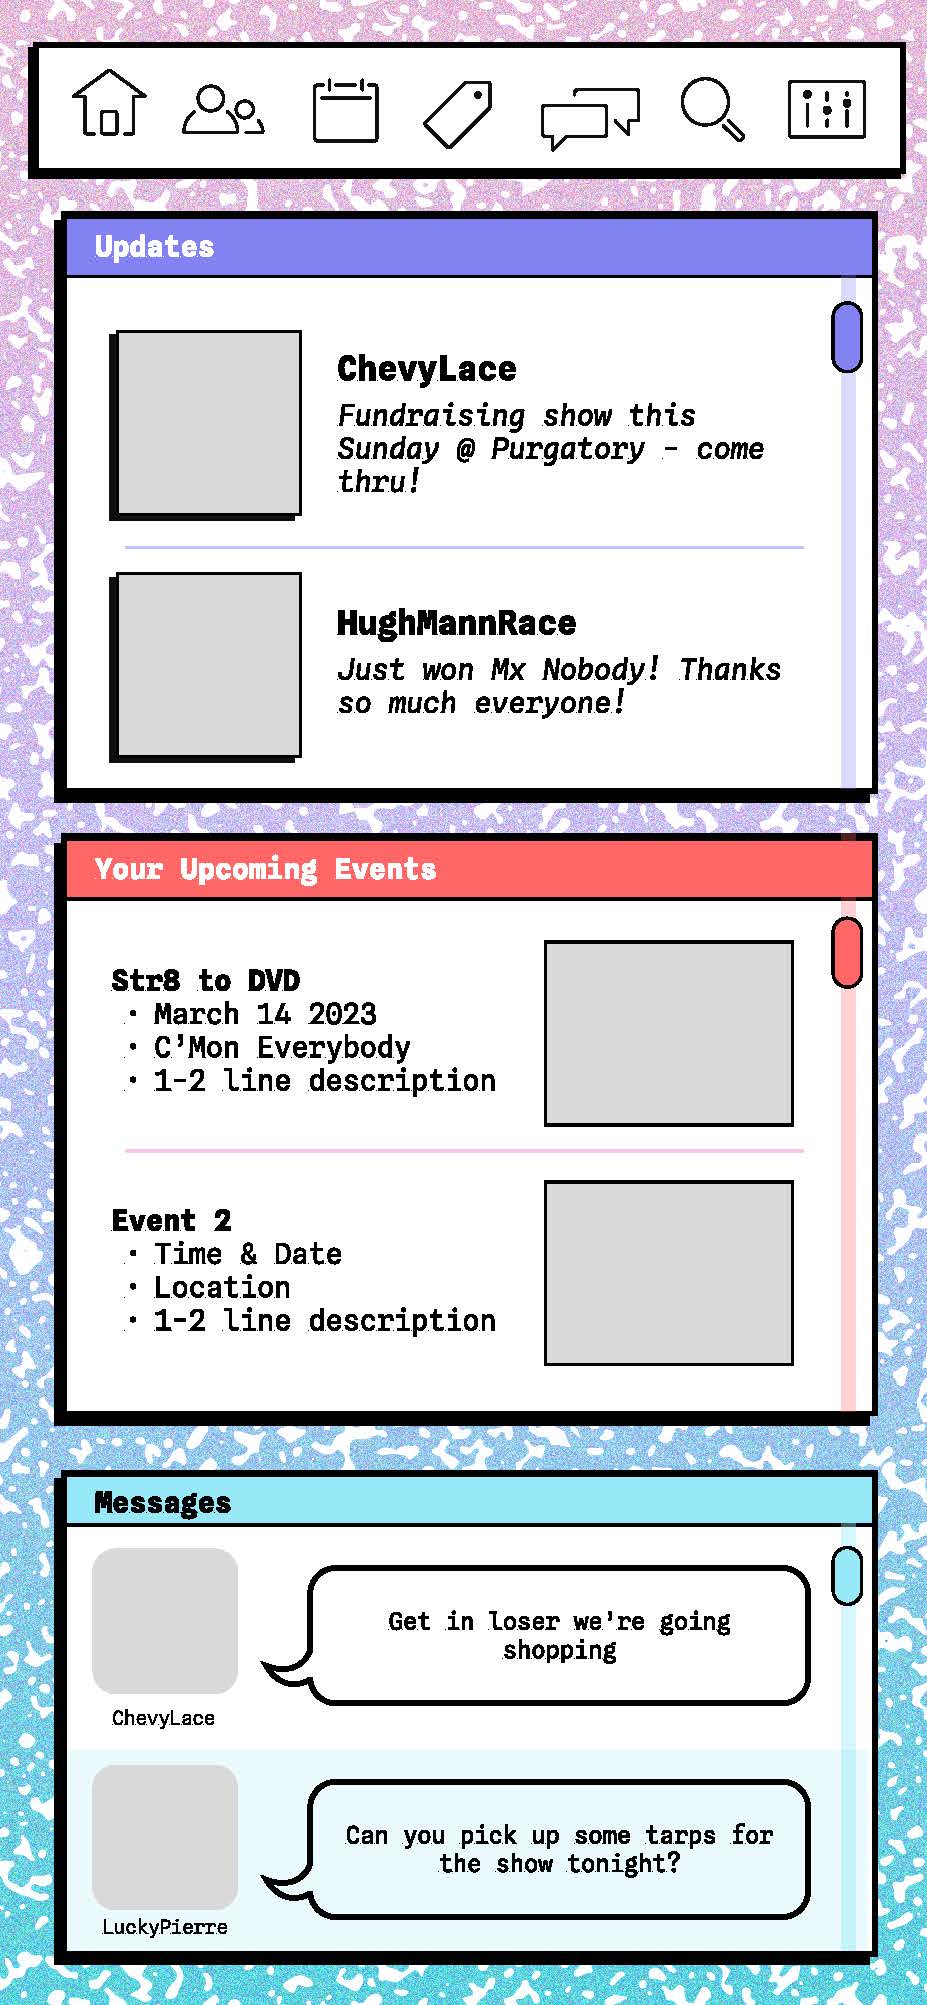 Updates
ChevyLace
Fundraising show this
Sunday @ Purgatory - come
thru!
HughMannRace
Just won Mx Nobody! Thanks
so much everyone!
Your Upcoming Events
Str8 to DVD
• March 14 2023
• C'Mon Everybody
• 1-2 line description
Event 2
• Time & Date
• Location
• 1-2 line description
Messages
Get in loser we're going
shopping
ChevyLace
Can you pick up some tarps for
the show tonight?
LuckyPierre